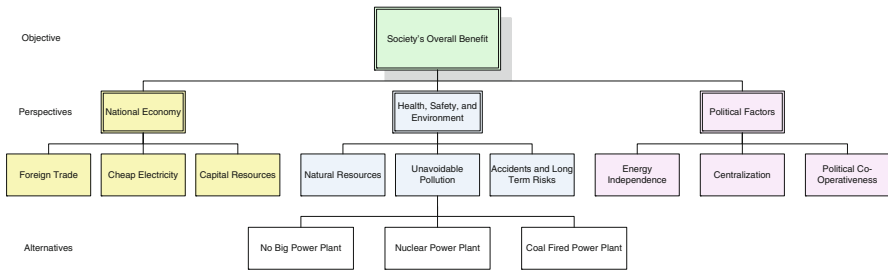 Objective
Society's Overall Benefit
Perspectives
National Economy
Health, Safety, and
Environment
Political Factors
Foreign Trade
Cheap Electricity
Capital Resources
Natural Resources
Unavoidable
Pollution
Accidents and Long
Term Risks
Energy
Independence
Centralization
Political Co-
Operativeness
Alternatives
No Big Power Plant
Nuclear Power Plant
Coal Fired Power Plant